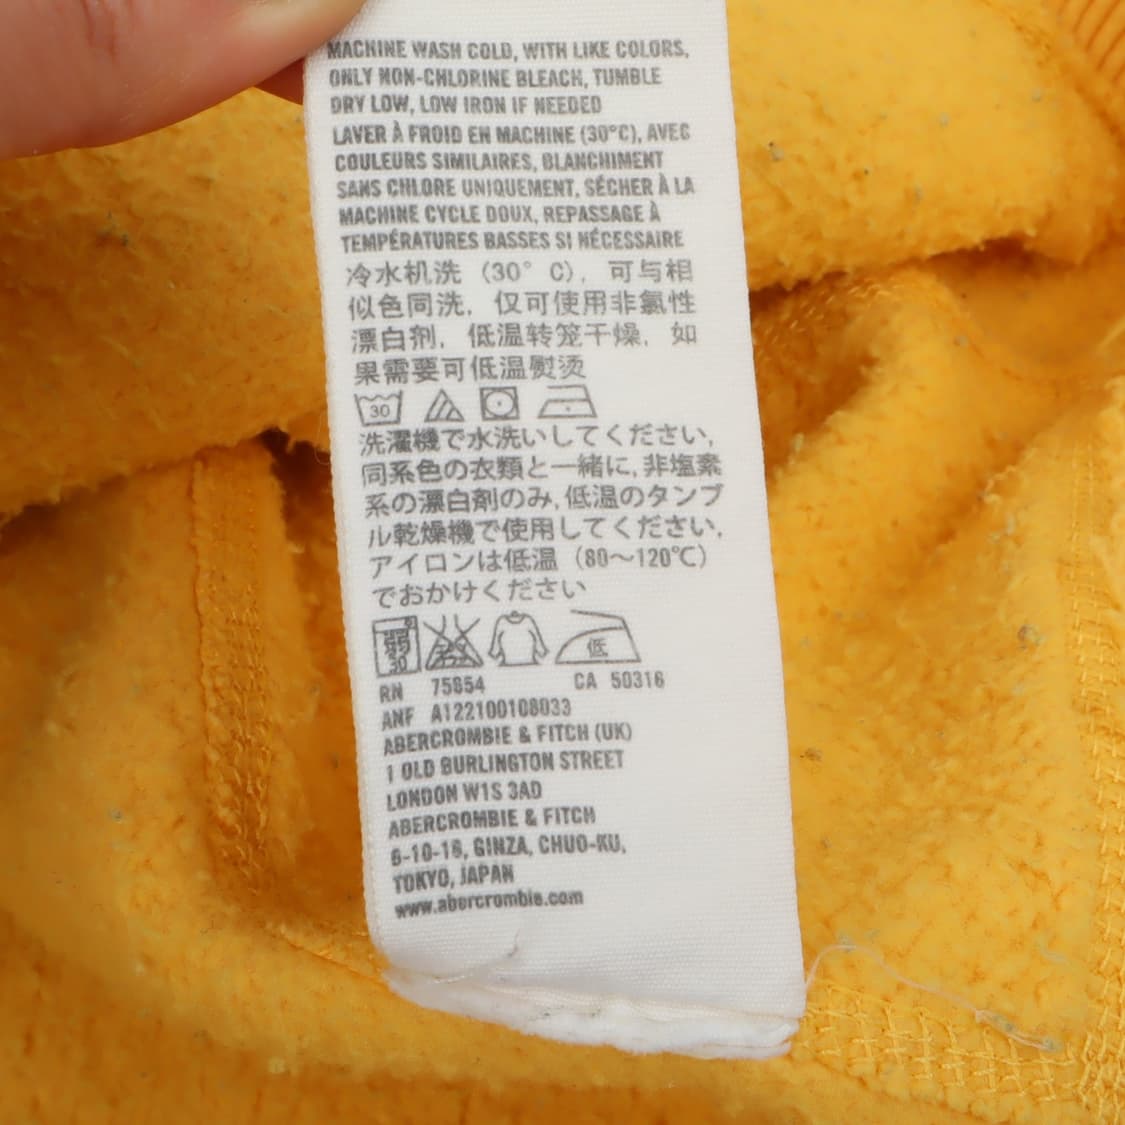 MACHINE WASH COLD, WITH LIKE COLORS,
ONLY NON-CHLORINE BLEACH, TUMBLE
DRY LOW, LOW IRON IF NEEDED
LAVER À FROID EN MACHINE (30°C), AVEC
COULEURS SIMILAIRES, BLANCHIMENT
SANS CHLORE UNIQUEMENT, SÉCHER À LA
MACHINE CYCLE DOUX, REPASSAGE À
TEMPÉRATURES BASSES SI NÉCESSAIRE
冷水机洗（30°C），可与相
似色同洗，仅可使用非氯性
漂白剂，低温转笼干燥，如
果需要可低温熨烫
30
洗濯機で水洗いしてください，
同系色の衣類と一緒に，非塩素
系の漂白剤のみ，低温のタンブ
ル乾燥機で使用してください，
アイロンは低温（80～120℃）
でおかけください
弱 30 低
RN 75854 CA 50316
ANF A122100108033
ABERCROMBIE & FITCH (UK)
1 OLD BURLINGTON STREET
LONDON W1S 3AD
ABERCROMBIE & FITCH
6-10-16, GINZA, CHUO-KU,
TOKYO, JAPAN
www.abercrombie.com